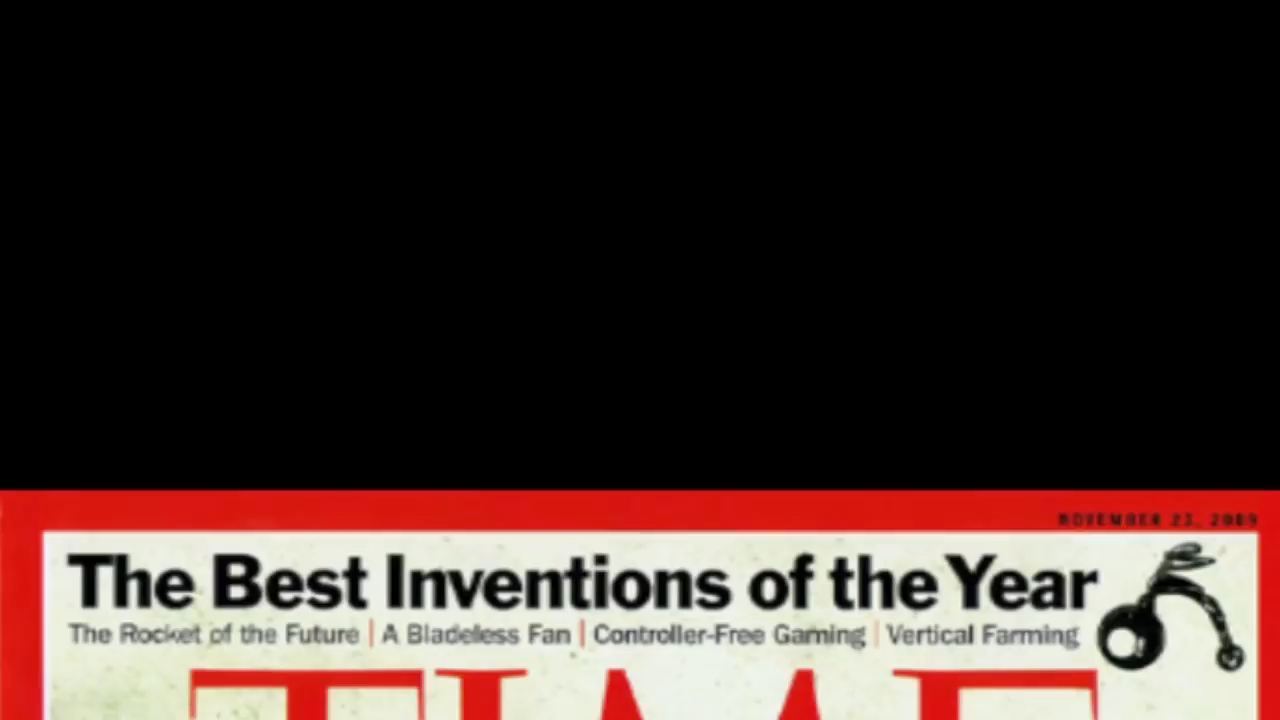 NOVEMBER 23, 2009
The Best Inventions of the Year
The Rocket of the Future | A Bladeless Fan | Controller-Free Gaming | Vertical Farming
TIME